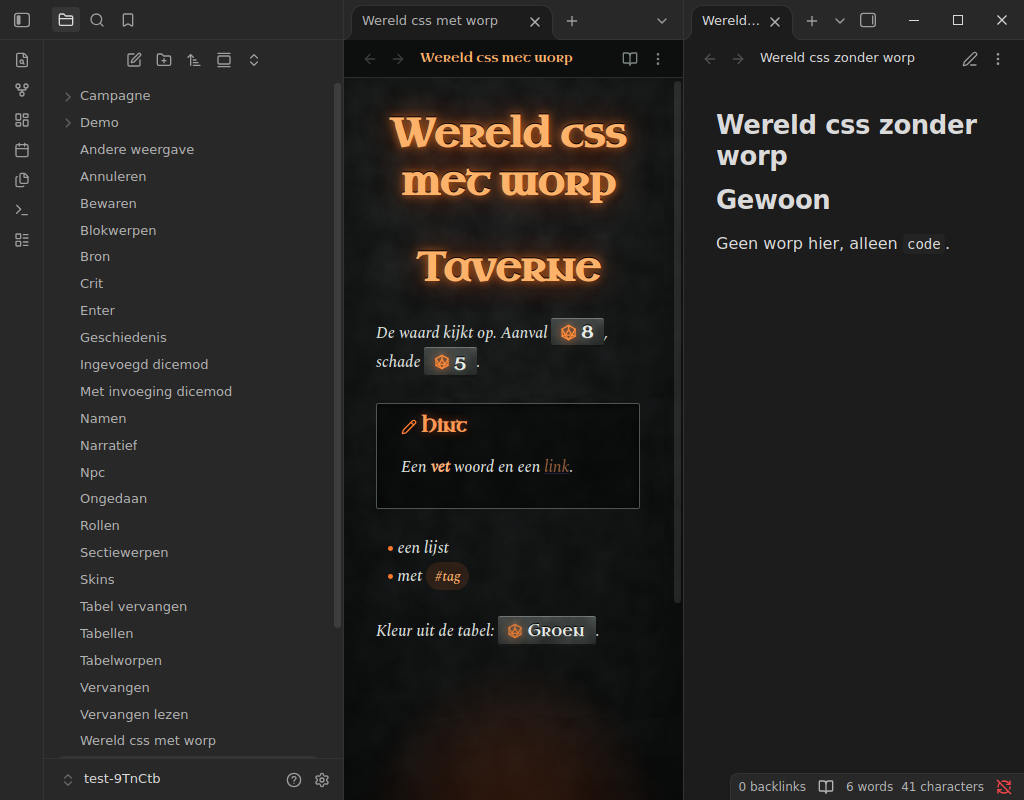 Wereld css met worp
Wereld...
Wereld css met worp
Wereld css zonder worp
Campagne
Demo
Andere weergave
Annuleren
Bewaren
Blokwerpen
Bron
Crit
Enter
Geschiedenis
Ingevoegd dicemod
Met invoeging dicemod
Namen
Narratief
Npc
Ongedaan
Rollen
Sectiewerpen
Skins
Tabel vervangen
Tabellen
Tabelworpen
Vervangen
Vervangen lezen
Wereld css met worp
test-9TnCtb
Wereld css
met worp
Taverne
De waard kijkt op. Aanval 8,
schade 5.
Hint
Een vet woord en een link.
• een lijst
• met #tag
Kleur uit de tabel: Groen.
Wereld css zonder
worp
Gewoon
Geen worp hier, alleen code.
0 backlinks 6 words 41 characters